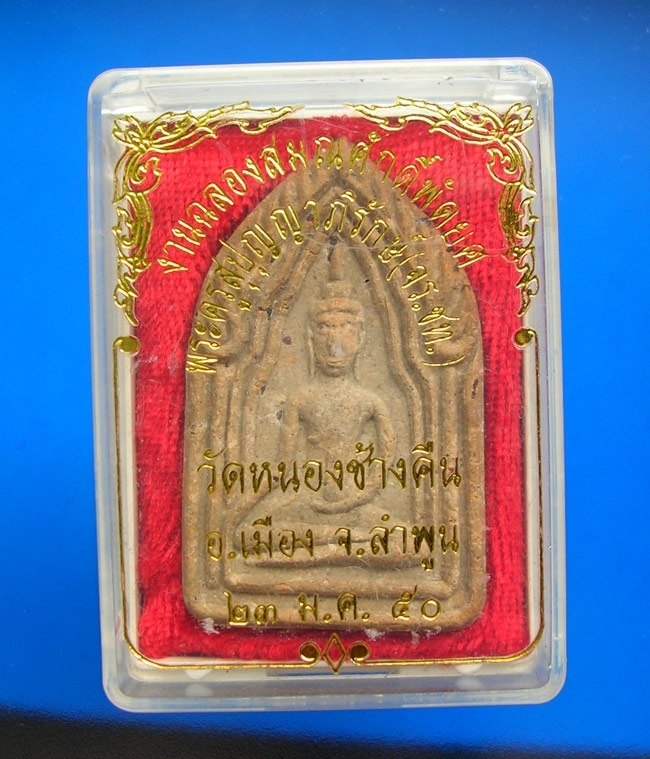 งานฉลองสมณศักดิ์พัดยศ
พระครูสุปุญญาภิรักษ์(จร.ชท.)
วัดหนองช้างคืน
อ.เมือง จ.ลำพูน
๒๓ ม.ค. ๕๐